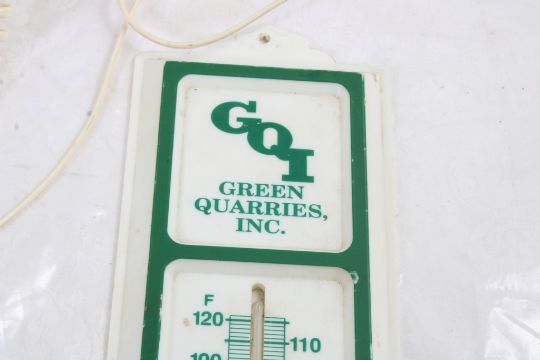 GQI
GREEN
QUARRIES,
INC.
F
120
110
100